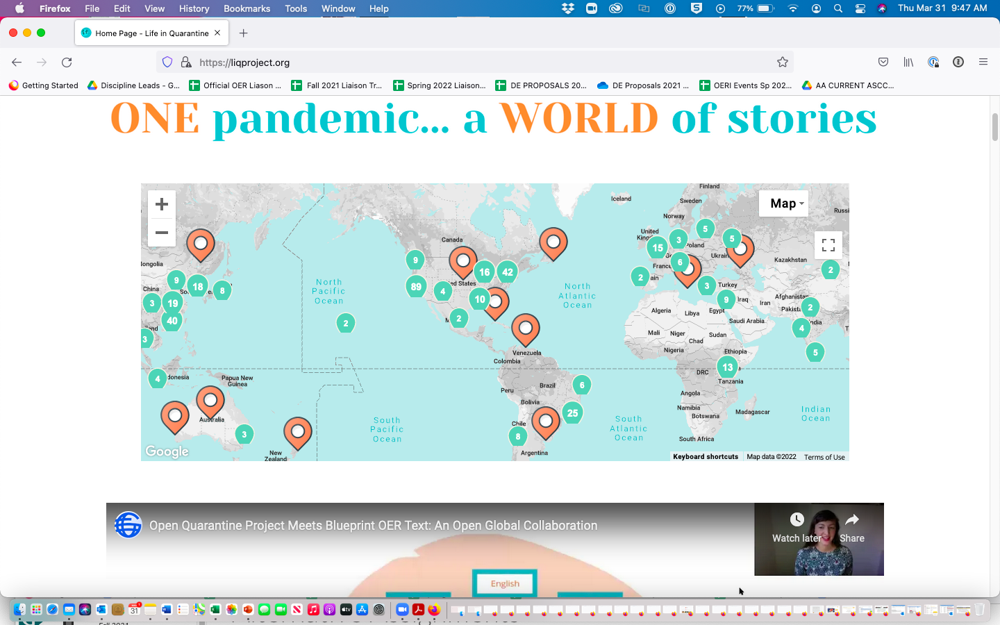 Firefox File Edit View History Bookmarks Tools Window Help 77% Thu Mar 31 9:47 AM
Home Page - Life in Quarantine
https://liqproject.org
Getting Started Discipline Leads - G... Official OER Liason ... Fall 2021 Liaison Tr... Spring 2022 Liaison... DE PROPOSALS 20... DE Proposals 2021 ... OERI Events Sp 202... AA CURRENT ASCC...
ONE pandemic... a WORLD of stories
Finland
Iceland
Sweden
Map
Russi
Norway
5
United
3
5
Canada
15
Poland
Ukrain
Kazakhstan
9
16
42
6
France
2
2
ongolia
9
18
8
89
4
ed States
3
Turkey
China
North
Pacific
Ocean
North
Atlantic
Ocean
3
19
10
9
Iraq
Iran
Afghanistan
2
40
2
2
Algeria
Libya
Egypt
Saudi Arabia
4
ndia
3
Mali
Niger
Chad
Sudan
5
Venezuela
Nigeria
Ethiopia
Colombia
13
4
donesia
Papua New
Guinea
Peru
Brazil
6
DRC
Tanzania
Bolivia
25
Angola
Namibia
Botswana
Madagascar
Indian
Ocean
Australia
3
South
Pacific
Ocean
Chile
8
South
Atlantic
Ocean
South Africa
New
Zealand
Argentina
Google
Keyboard shortcuts Map data ©2022 Terms of Use
Open Quarantine Project Meets Blueprint OER Text: An Open Global Collaboration
Watch later Share
English
31